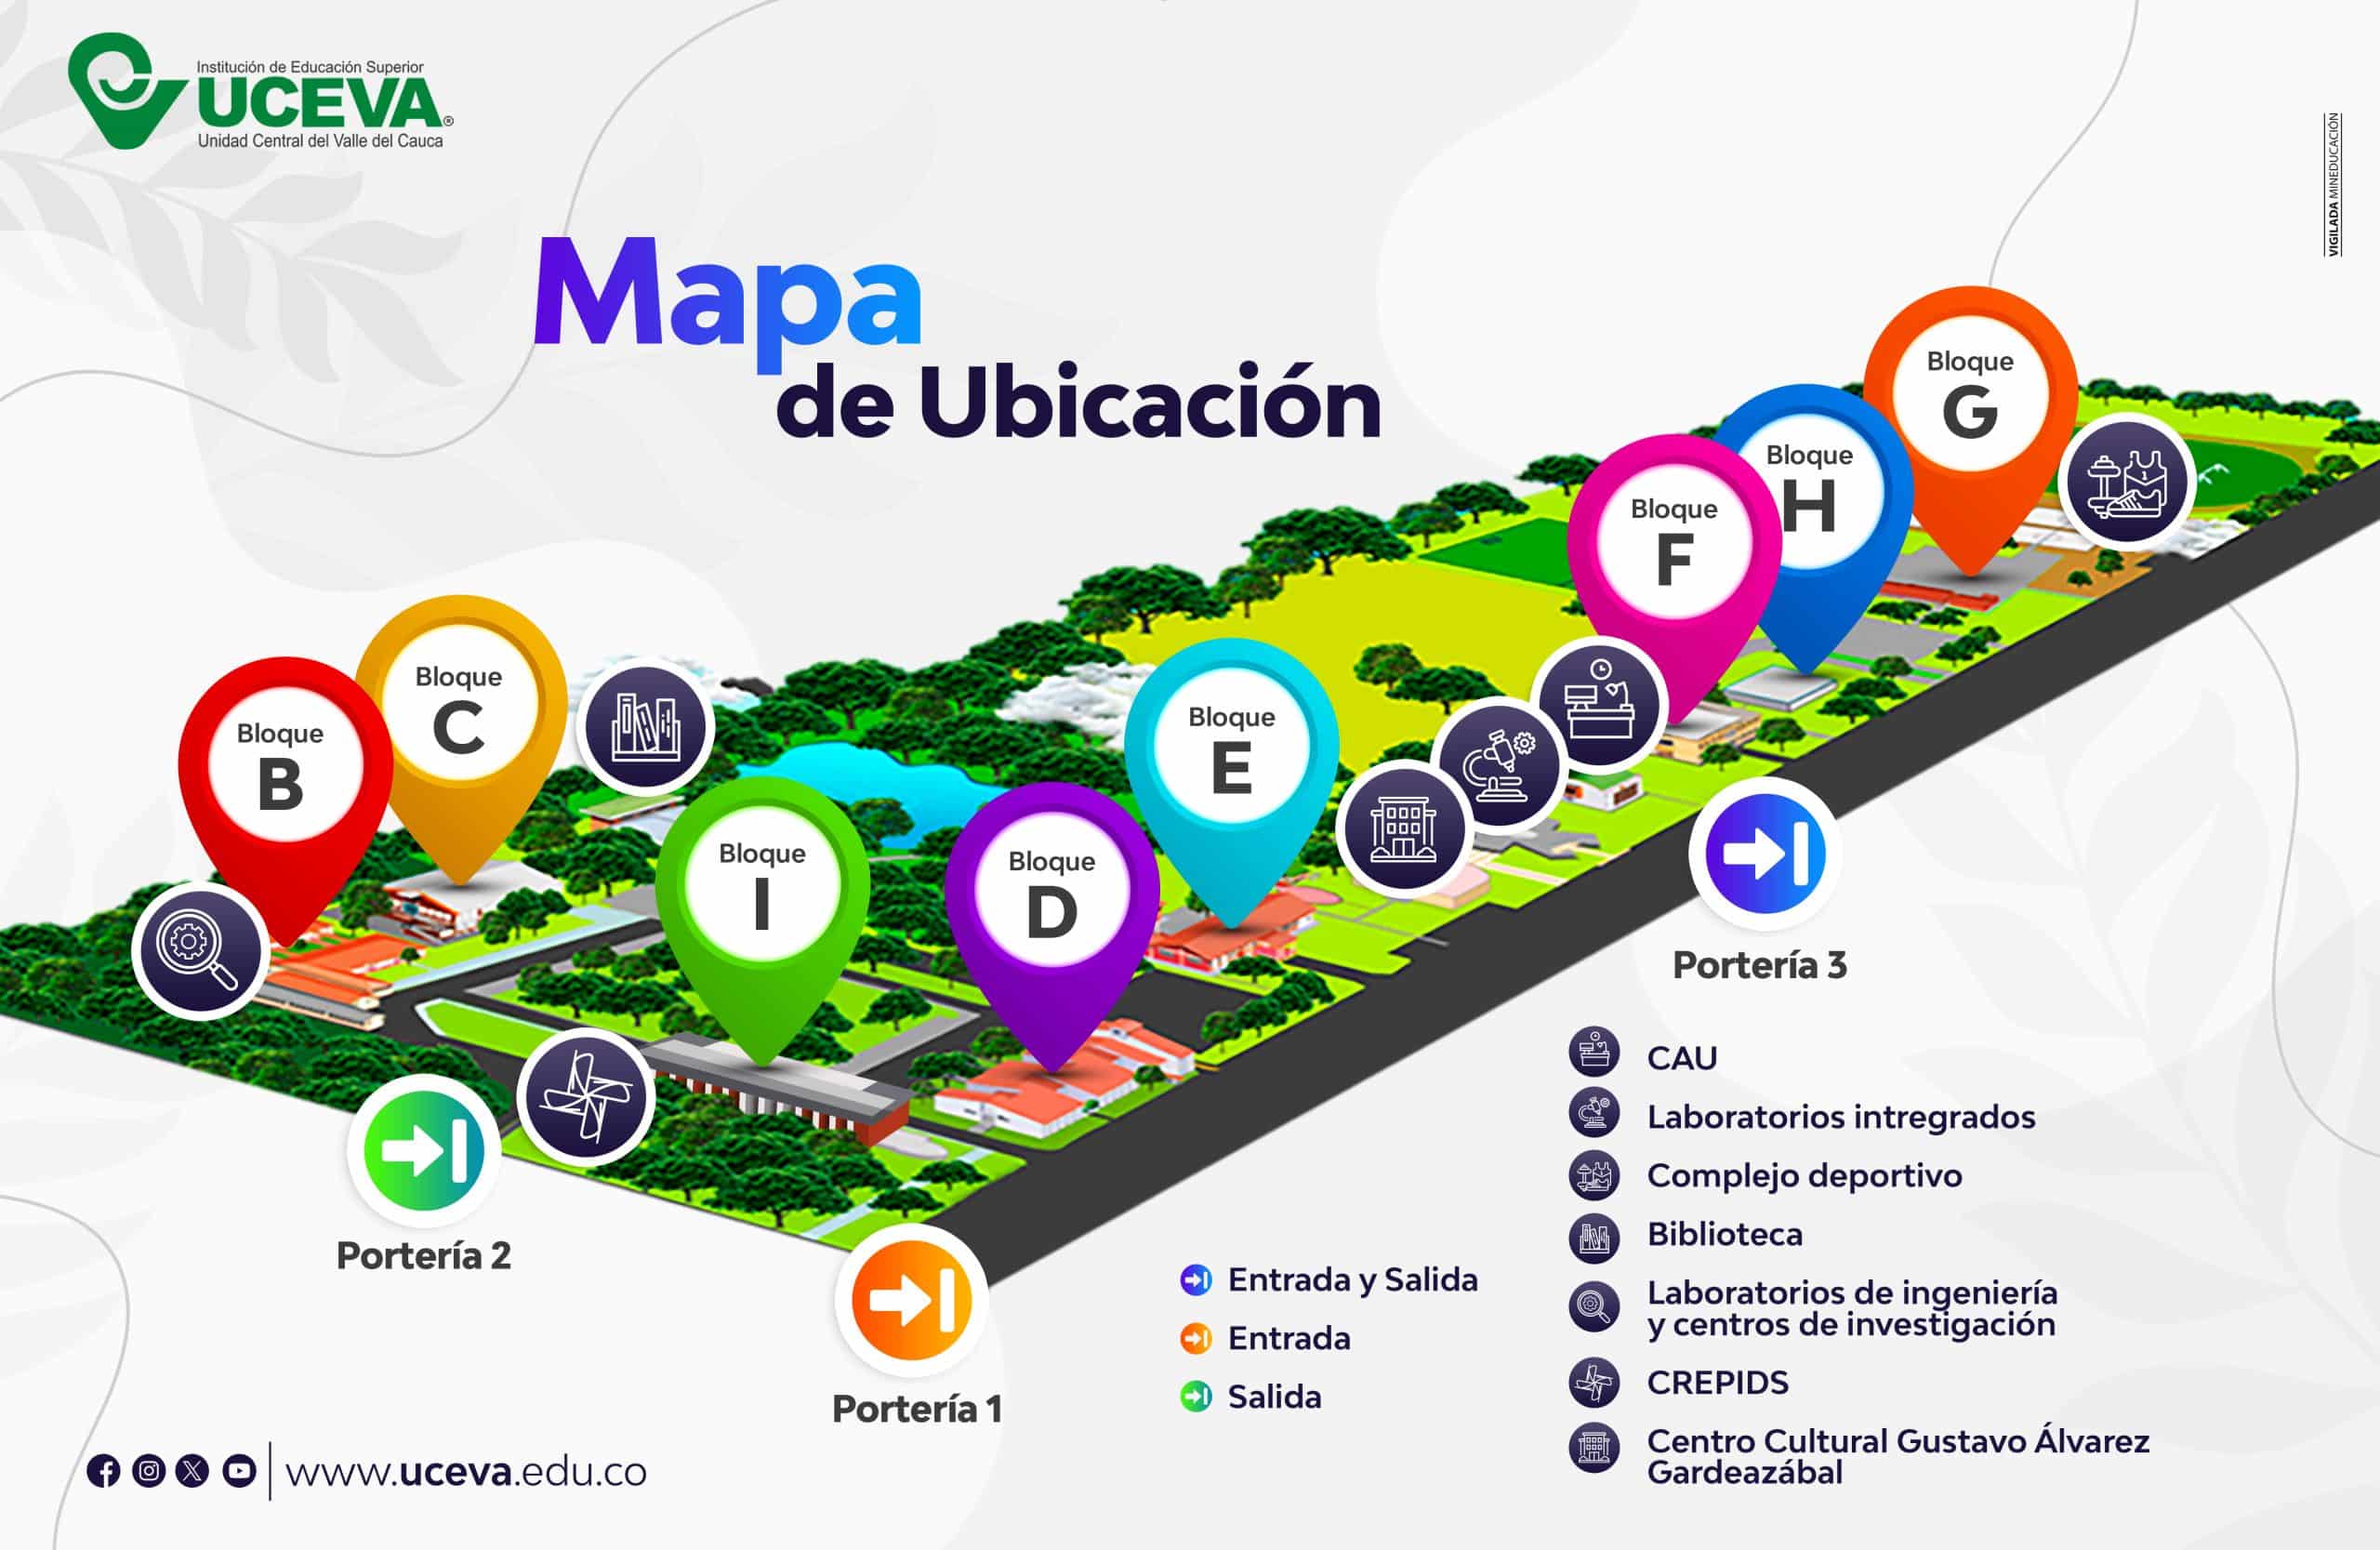 Institución de Educación Superior
UCEVA®
Unidad Central del Valle del Cauca
VIGILADA MINEDUCACIÓN
Mapa
de Ubicación
Bloque
G
Bloque
H
Bloque
F
Bloque
C
Bloque
B
Bloque
E
Bloque
I
Bloque
D
1
Portería 3
Portería 2
Portería 1
Entrada y Salida
Entrada
Salida
CAU
Laboratorios intregrados
Complejo deportivo
Biblioteca
Laboratorios de ingeniería
y centros de investigación
CREPIDS
Centro Cultural Gustavo Álvarez
Gardeazábal
www.uceva.edu.co